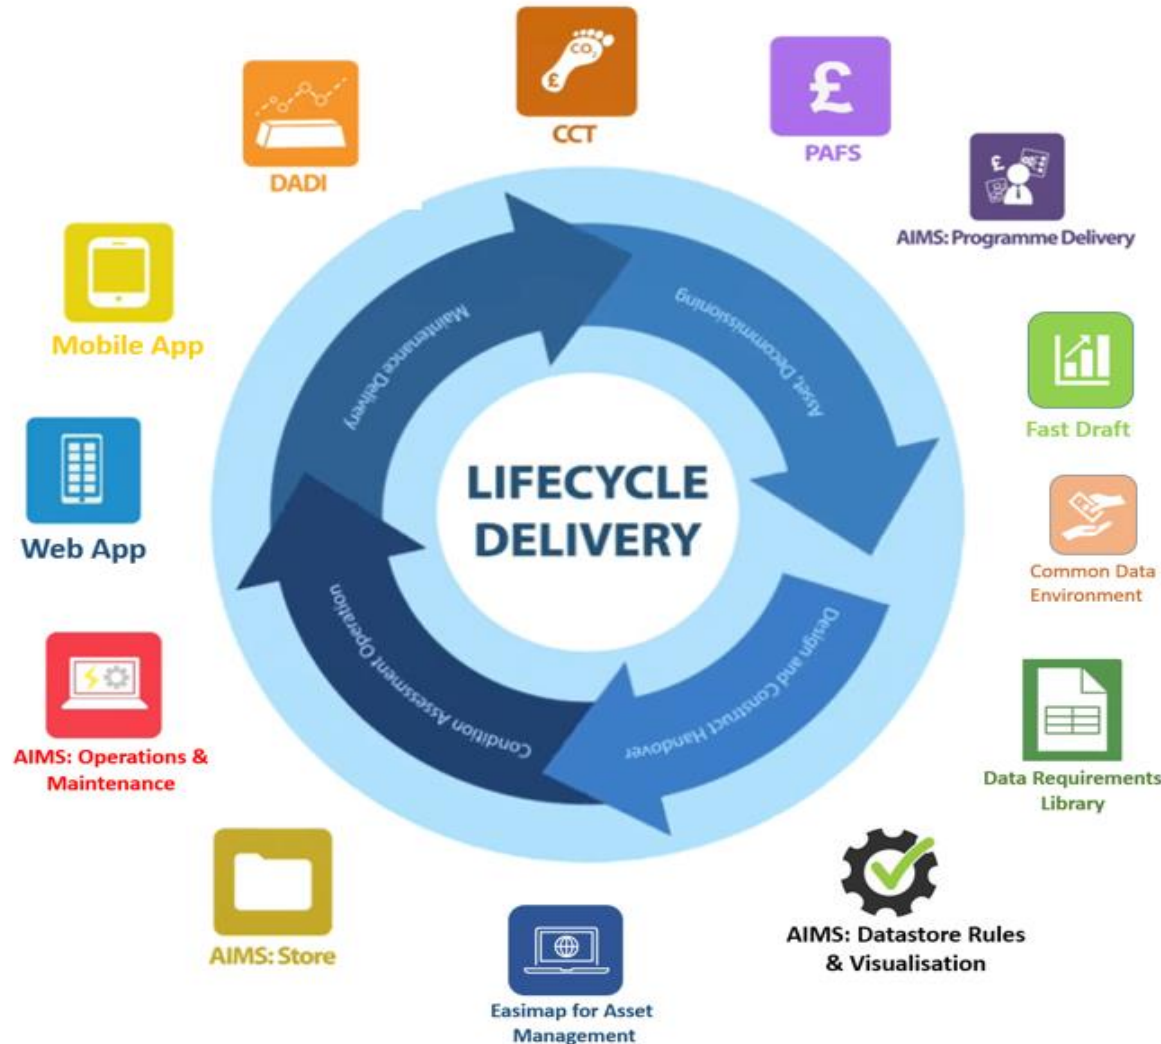 CO₂
£
CCT
£
PAFS
DADI
£
AIMS: Programme Delivery
Mobile App
Maintenance Delivery
Asset, Decommissioning
Fast Draft
LIFECYCLE
DELIVERY
Web App
Common Data
Environment
Condition Assessment Operation
Design and Construct Handover
AIMS: Operations &
Maintenance
Data Requirements
Library
AIMS: Store
AIMS: Datastore Rules
& Visualisation
Easimap for Asset
Management